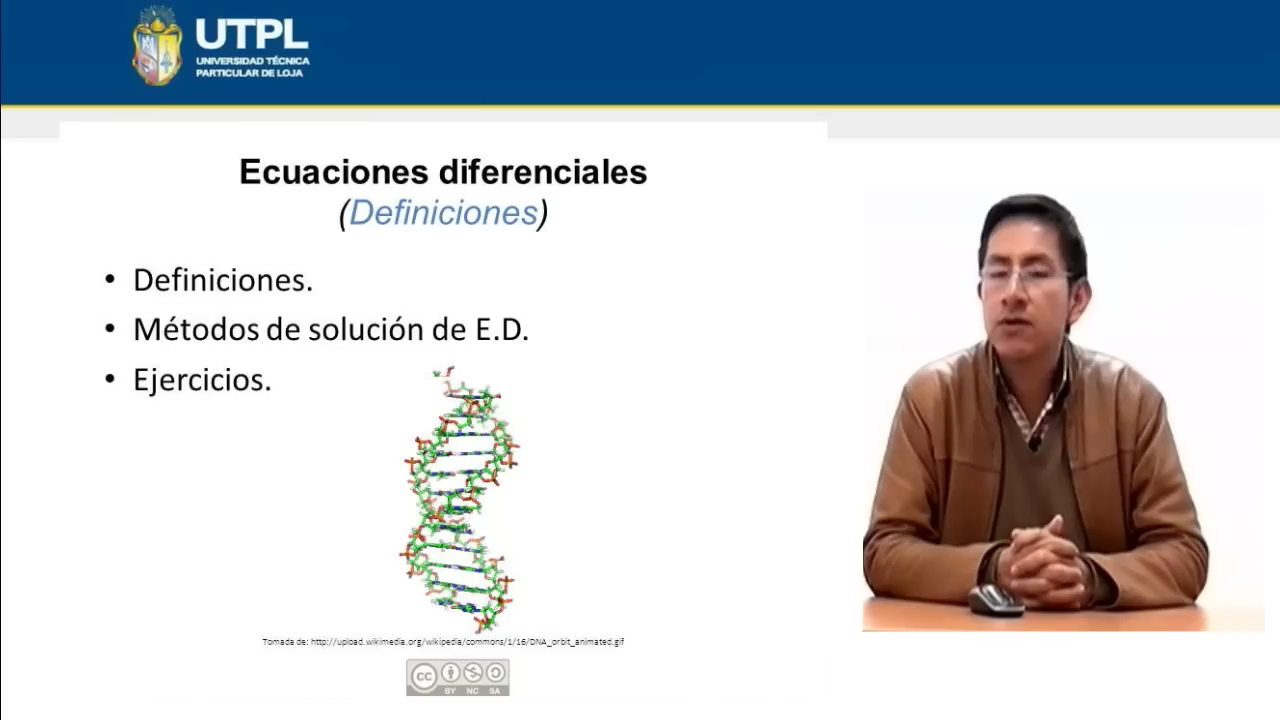 UTPL
UNIVERSIDAD TÉCNICA
PARTICULAR DE LOJA
Ecuaciones diferenciales
(Definiciones)
• Definiciones.
• Métodos de solución de E.D.
• Ejercicios.
Tomada de: http://upload.wikimedia.org/wikipedia/commons/1/16/DNA_orbit_animated.gif
cc
BY NC SA